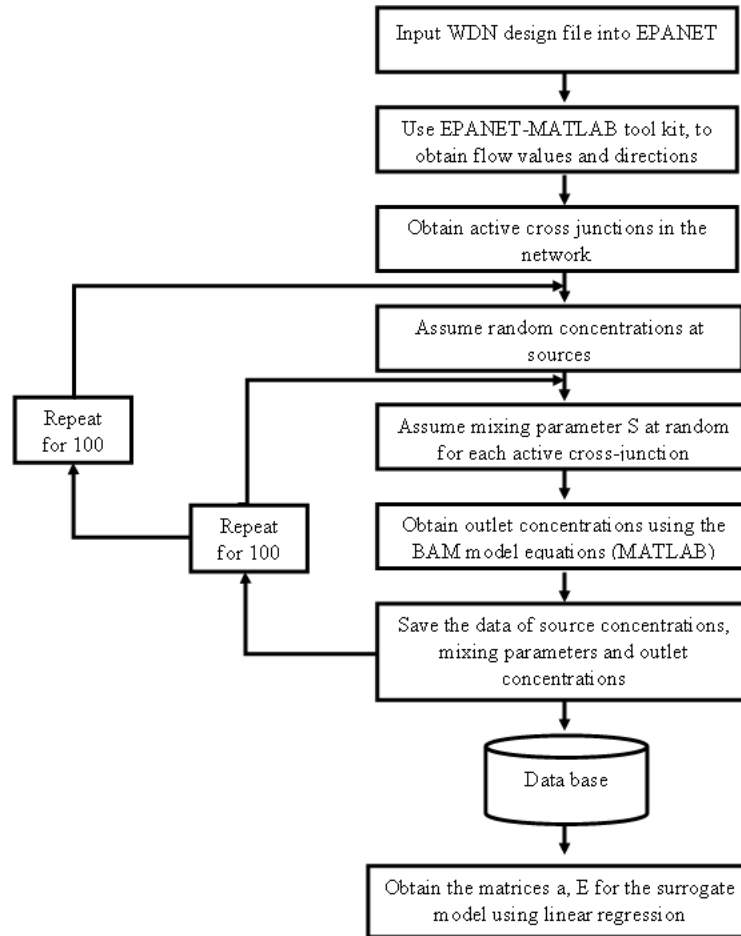 Input WDN design file into EPANET
Use EPANET-MATLAB tool kit, to
obtain flow values and directions
Obtain active cross junctions in the
network
Assume random concentrations at
sources
Repeat
for 100
Assume mixing parameter S at random
for each active cross-junction
Repeat
for 100
Obtain outlet concentrations using the
BAM model equations (MATLAB)
Save the data of source concentrations,
mixing parameters and outlet
concentrations
Data base
Obtain the matrices a, E for the surrogate
model using linear regression